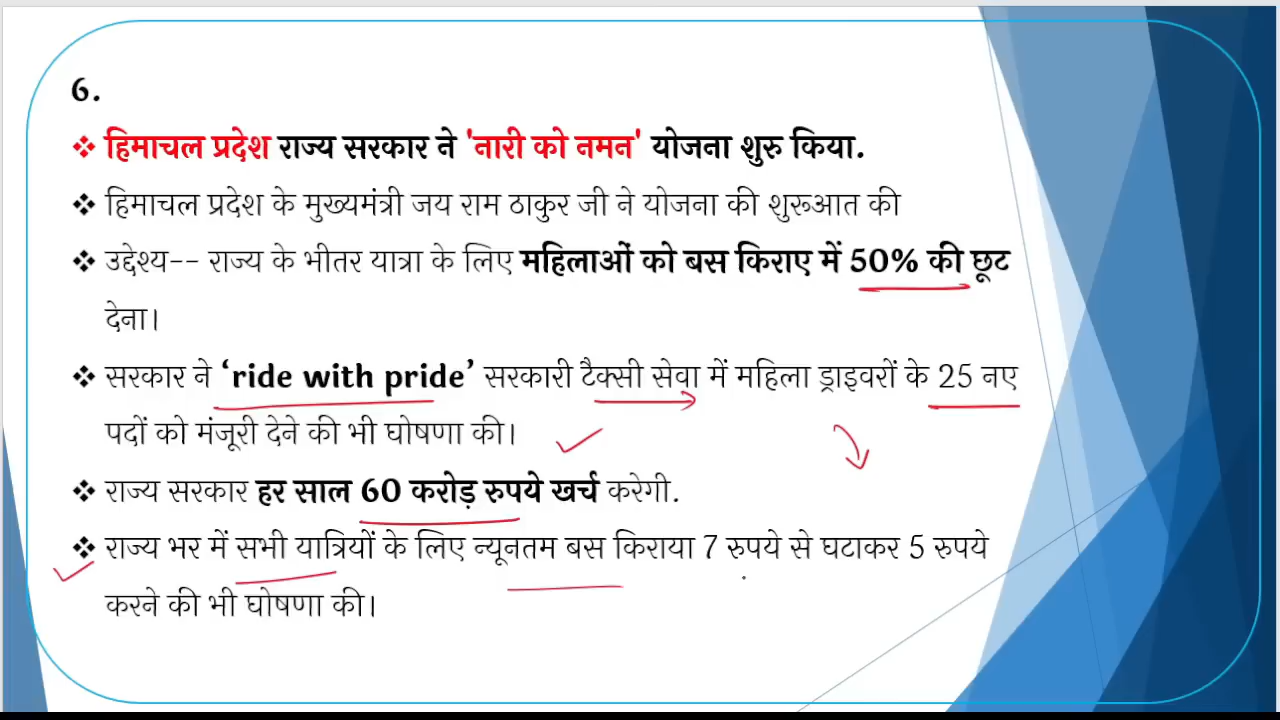 6.
❖ हिमाचल प्रदेश राज्य सरकार ने 'नारी को नमन' योजना शुरु किया.
❖ हिमाचल प्रदेश के मुख्यमंत्री जय राम ठाकुर जी ने योजना की शुरूआत की
❖ उद्देश्य-- राज्य के भीतर यात्रा के लिए महिलाओं को बस किराए में 50% की छूट
देना।
❖ सरकार ने ‘ride with pride’ सरकारी टैक्सी सेवा में महिला ड्राइवरों के 25 नए
पदों को मंजूरी देने की भी घोषणा की।
❖ राज्य सरकार हर साल 60 करोड़ रुपये खर्च करेगी.
❖ राज्य भर में सभी यात्रियों के लिए न्यूनतम बस किराया 7 रुपये से घटाकर 5 रुपये
करने की भी घोषणा की।